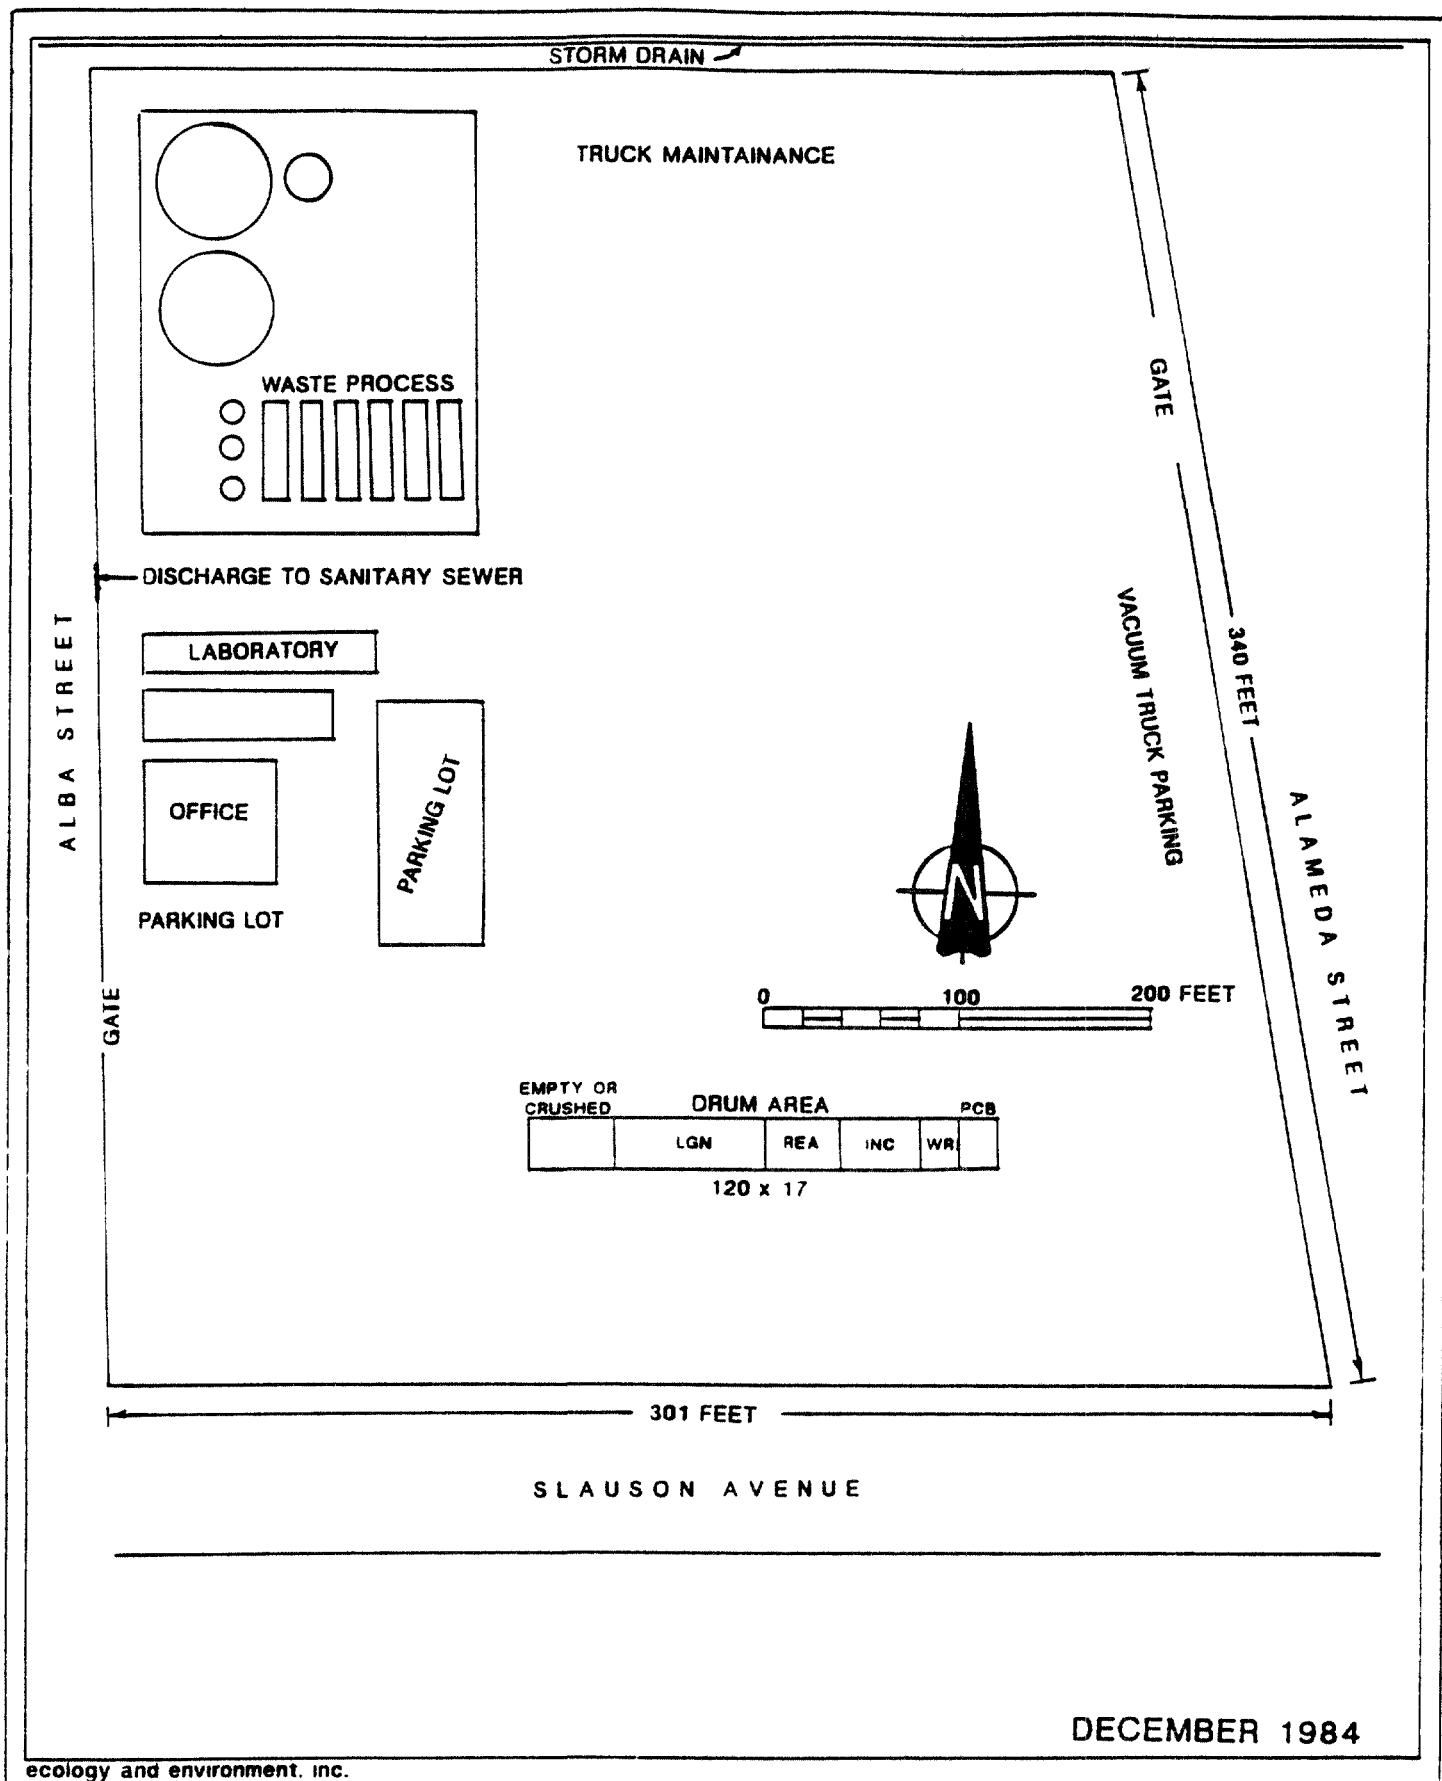 STORM DRAIN
TRUCK MAINTAINANCE
WASTE PROCESS
GATE
DISCHARGE TO SANITARY SEWER
ALBA STREET
LABORATORY
340 FEET
VACUUM TRUCK PARKING
OFFICE
PARKING LOT
PARKING LOT
ALAMEDA STREET
N
GATE
0 100 200 FEET
EMPTY OR
CRUSHED
DRUM AREA
PCB
LGN REA INC WR
120 x 17
301 FEET
SLAUSON AVENUE
DECEMBER 1984
ecology and environment, inc.